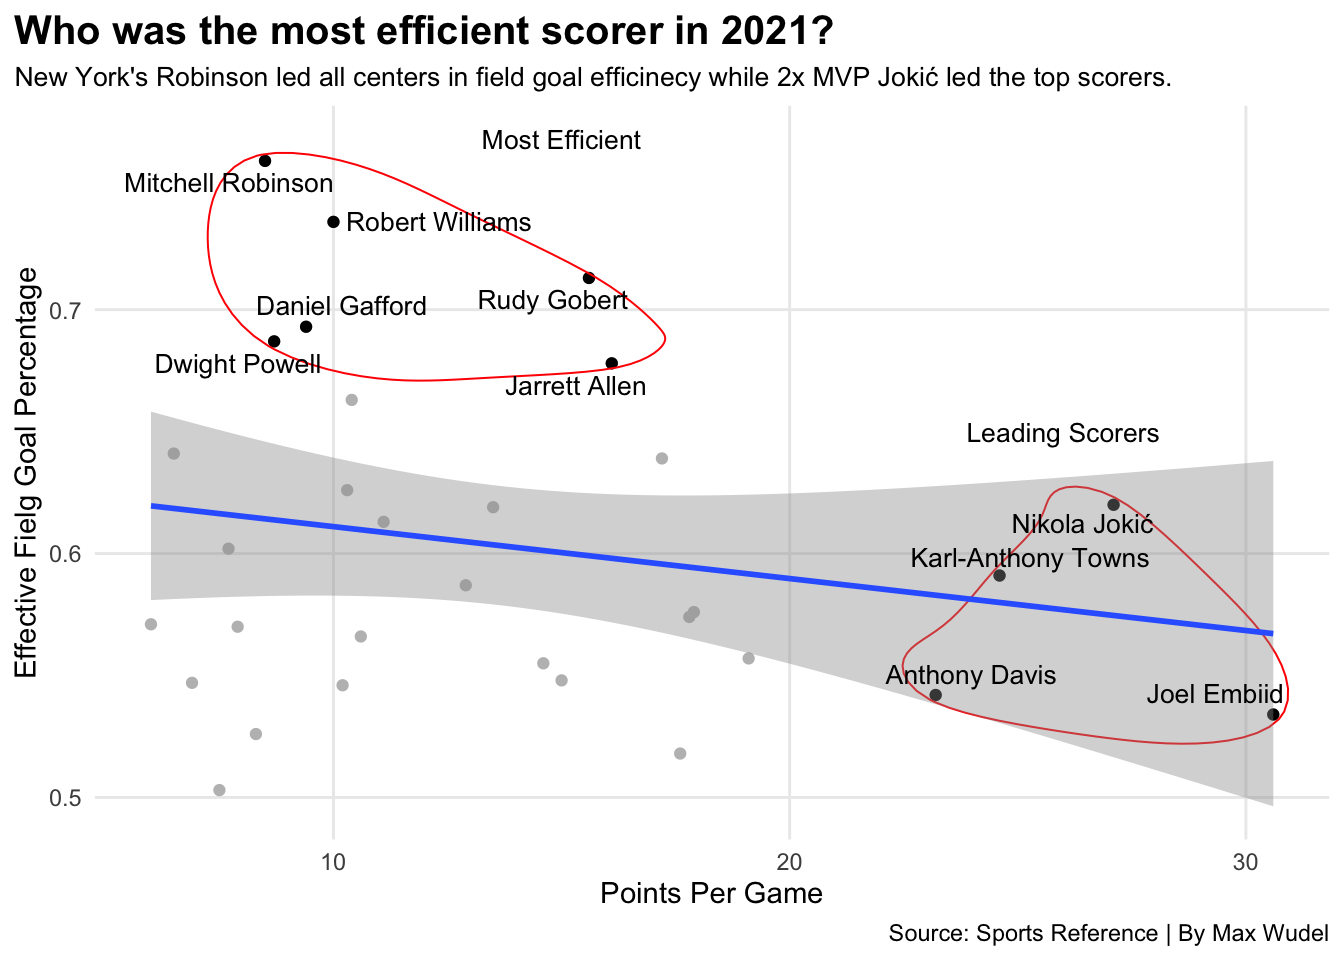 Who was the most efficient scorer in 2021?
New York's Robinson led all centers in field goal efficinecy while 2x MVP Jokić led the top scorers.
Most Efficient
Mitchell Robinson
Robert Williams
Rudy Gobert
Daniel Gafford
Dwight Powell
Jarrett Allen
Leading Scorers
Nikola Jokić
Karl-Anthony Towns
Anthony Davis
Joel Embiid
Effective Fielg Goal Percentage
0.7
0.6
0.5
10 20 30
Points Per Game
Source: Sports Reference | By Max Wudel